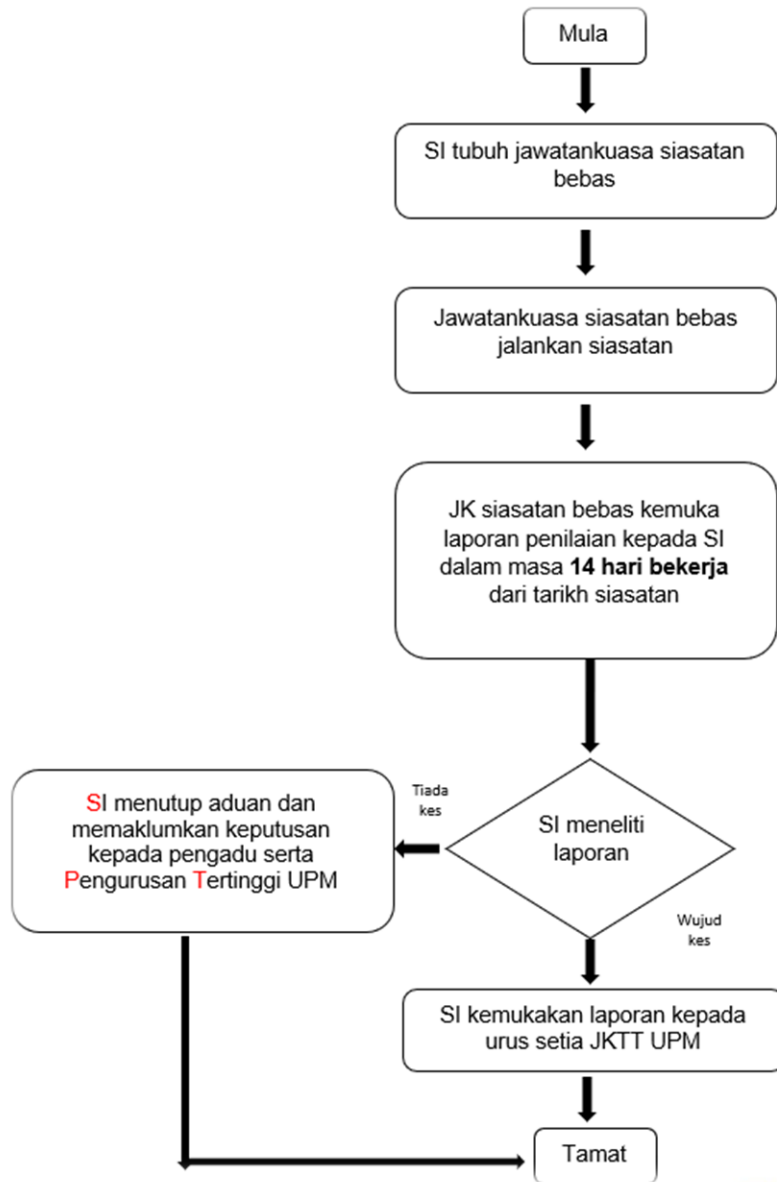 Mula
SI tubuh jawatankuasa siasatan
bebas
Jawatankuasa siasatan bebas
jalankan siasatan
JK siasatan bebas kemuka
laporan penilaian kepada SI
dalam masa 14 hari bekerja
dari tarikh siasatan
SI meneliti
laporan
Tiada
kes
SI menutup aduan dan
memaklumkan keputusan
kepada pengadu serta
Pengurusan Tertinggi UPM
Wujud
kes
SI kemukakan laporan kepada
urus setia JKTT UPM
Tamat